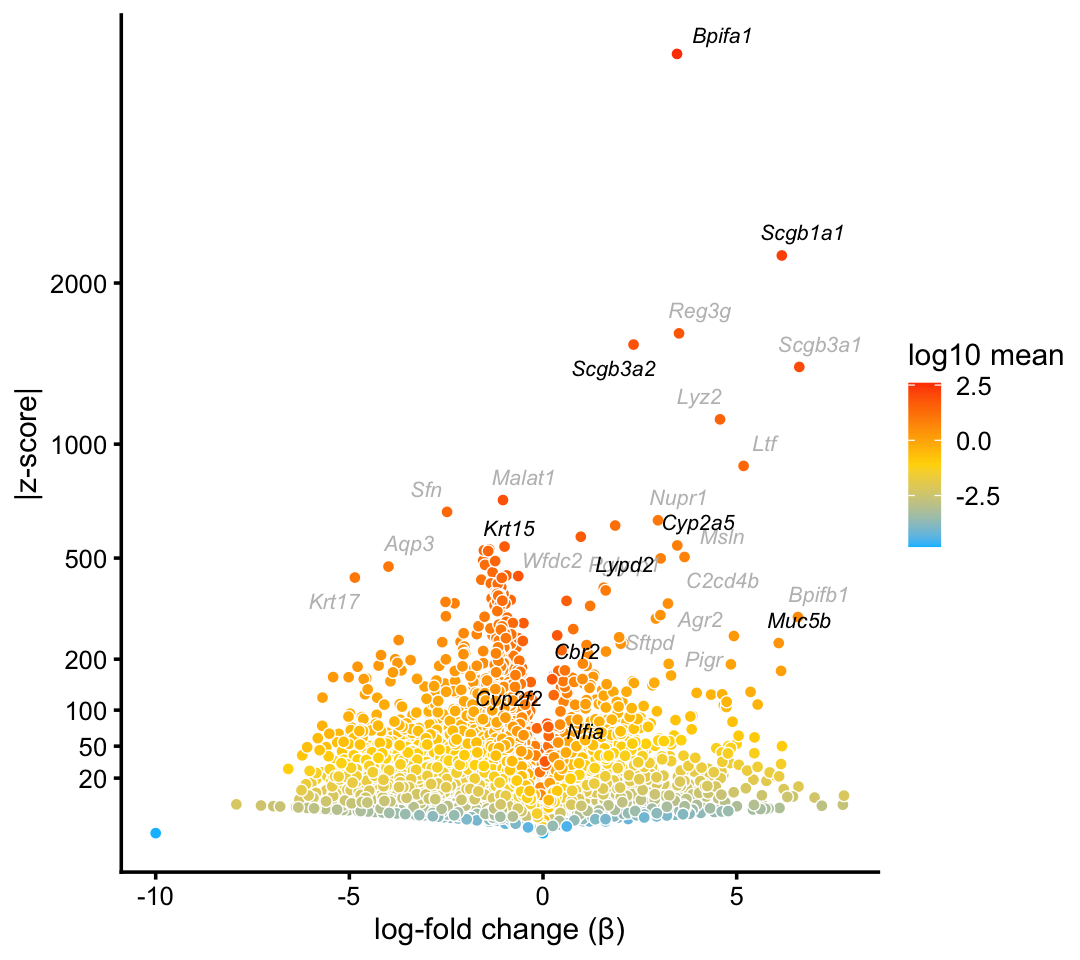 Bpifa1
Scgb1a1
Reg3g
Scgb3a2
Scgb3a1
Lyz2
Ltf
Malat1
Sfn
Nupr1
Krt15
Cyp2a5
Msln
Aqp3
Wfdc2
Lypd2
C2cd4b
Krt17
Bpifb1
Agr2
Muc5b
Sftpd
Cbr2
Pigr
Cyp2f2
Nfia
2000
1000
500
200
100
50
20
|z-score|
-10
-5
0
5
log-fold change (β)
log10 mean
2.5
0.0
-2.5